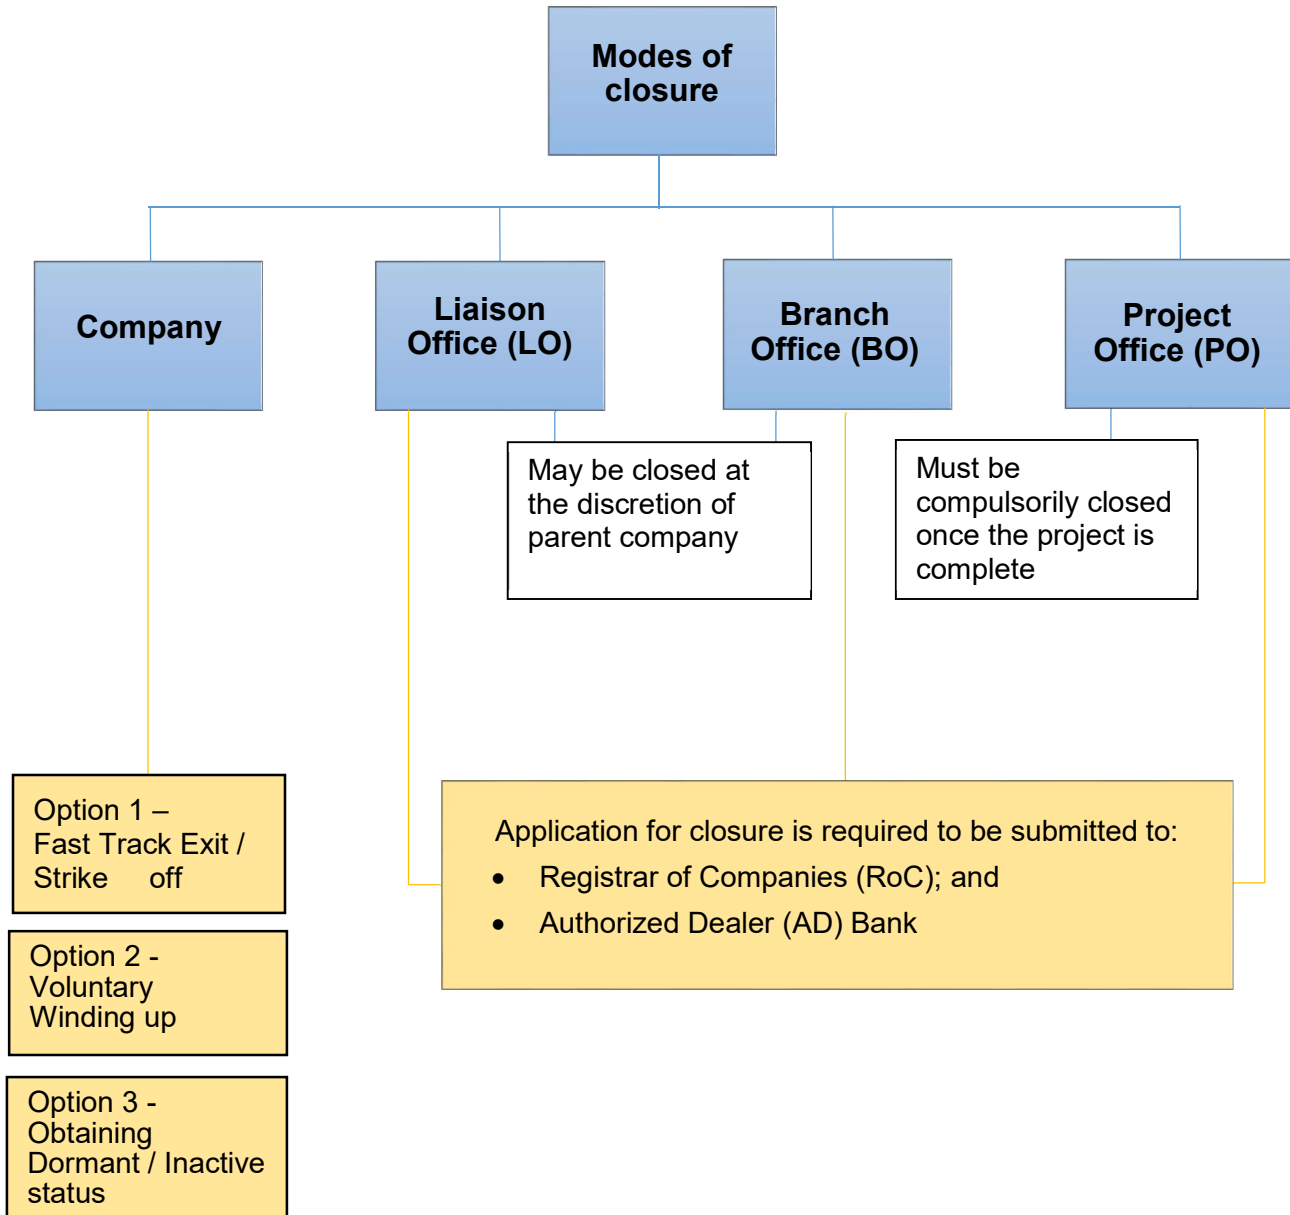 Modes of
closure
Company
Liaison
Office (LO)
Branch
Office (BO)
Project
Office (PO)
May be closed at
the discretion of
parent company
Must be
compulsorily closed
once the project is
complete
Option 1 –
Fast Track Exit /
Strike off
Option 2 -
Voluntary
Winding up
Option 3 -
Obtaining
Dormant / Inactive
status
Application for closure is required to be submitted to:
• Registrar of Companies (RoC); and
• Authorized Dealer (AD) Bank